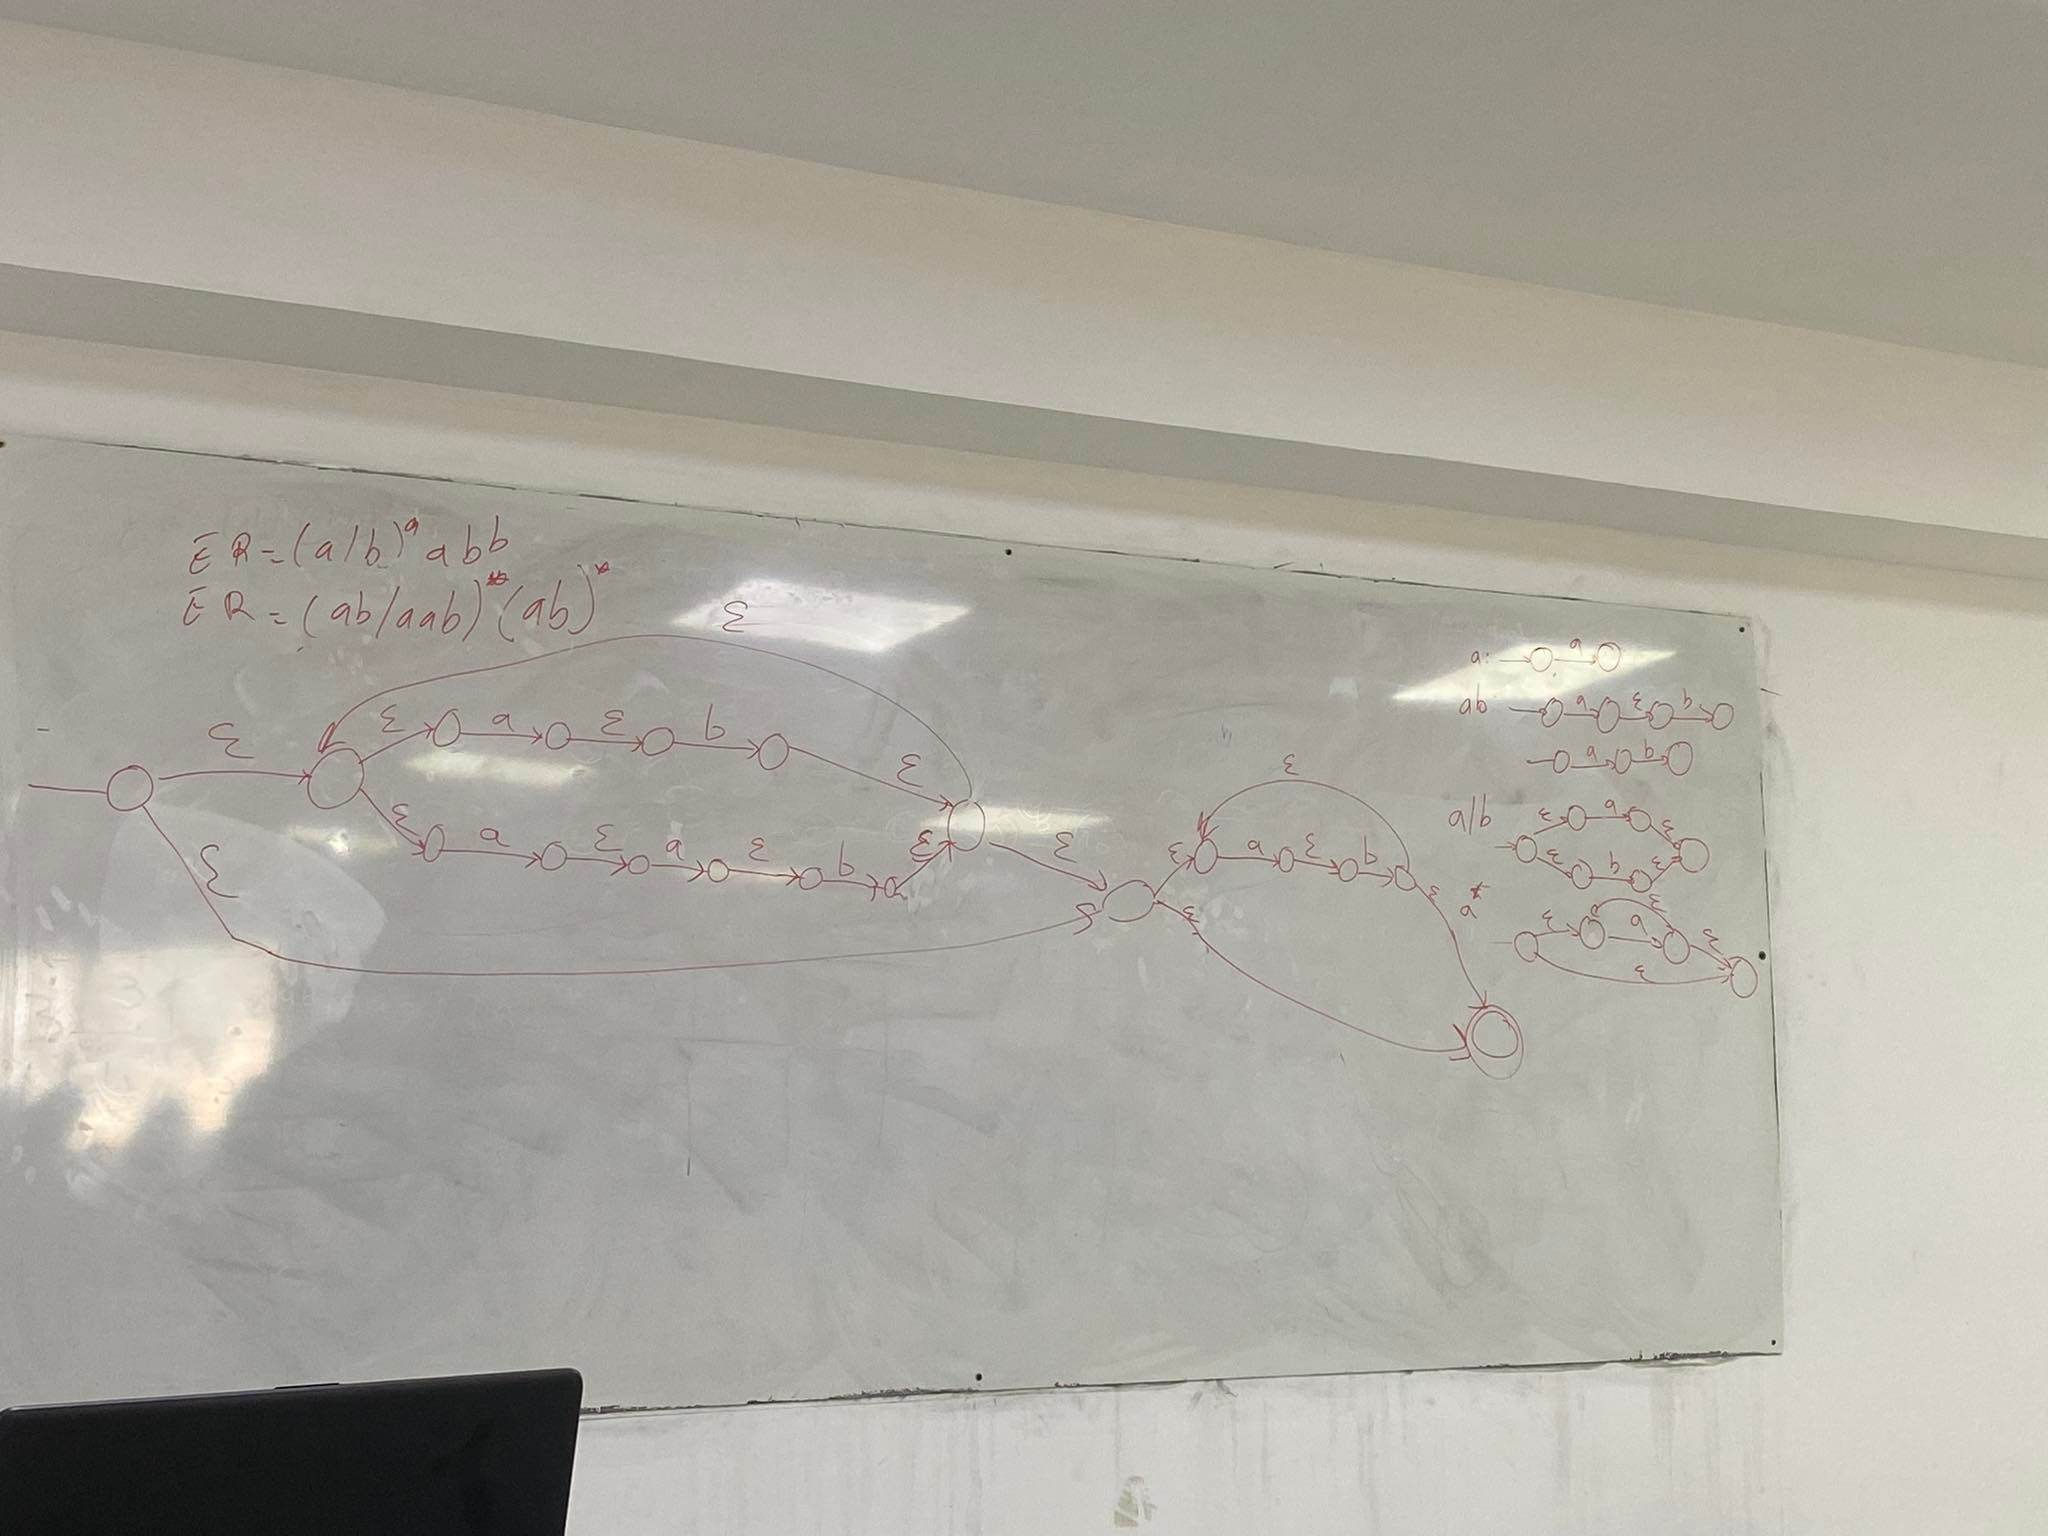 ER = (a/b)^a abb
ER = (ab/aab)* (ab)*
ε
ε ε a ε b ε
ε a ε a ε b ε
ε
ε
ε
ε a ε b ε
ε
a: a
ab a ε b
a b
a/b ε a ε
ε b ε
a*
ε ε a ε
ε